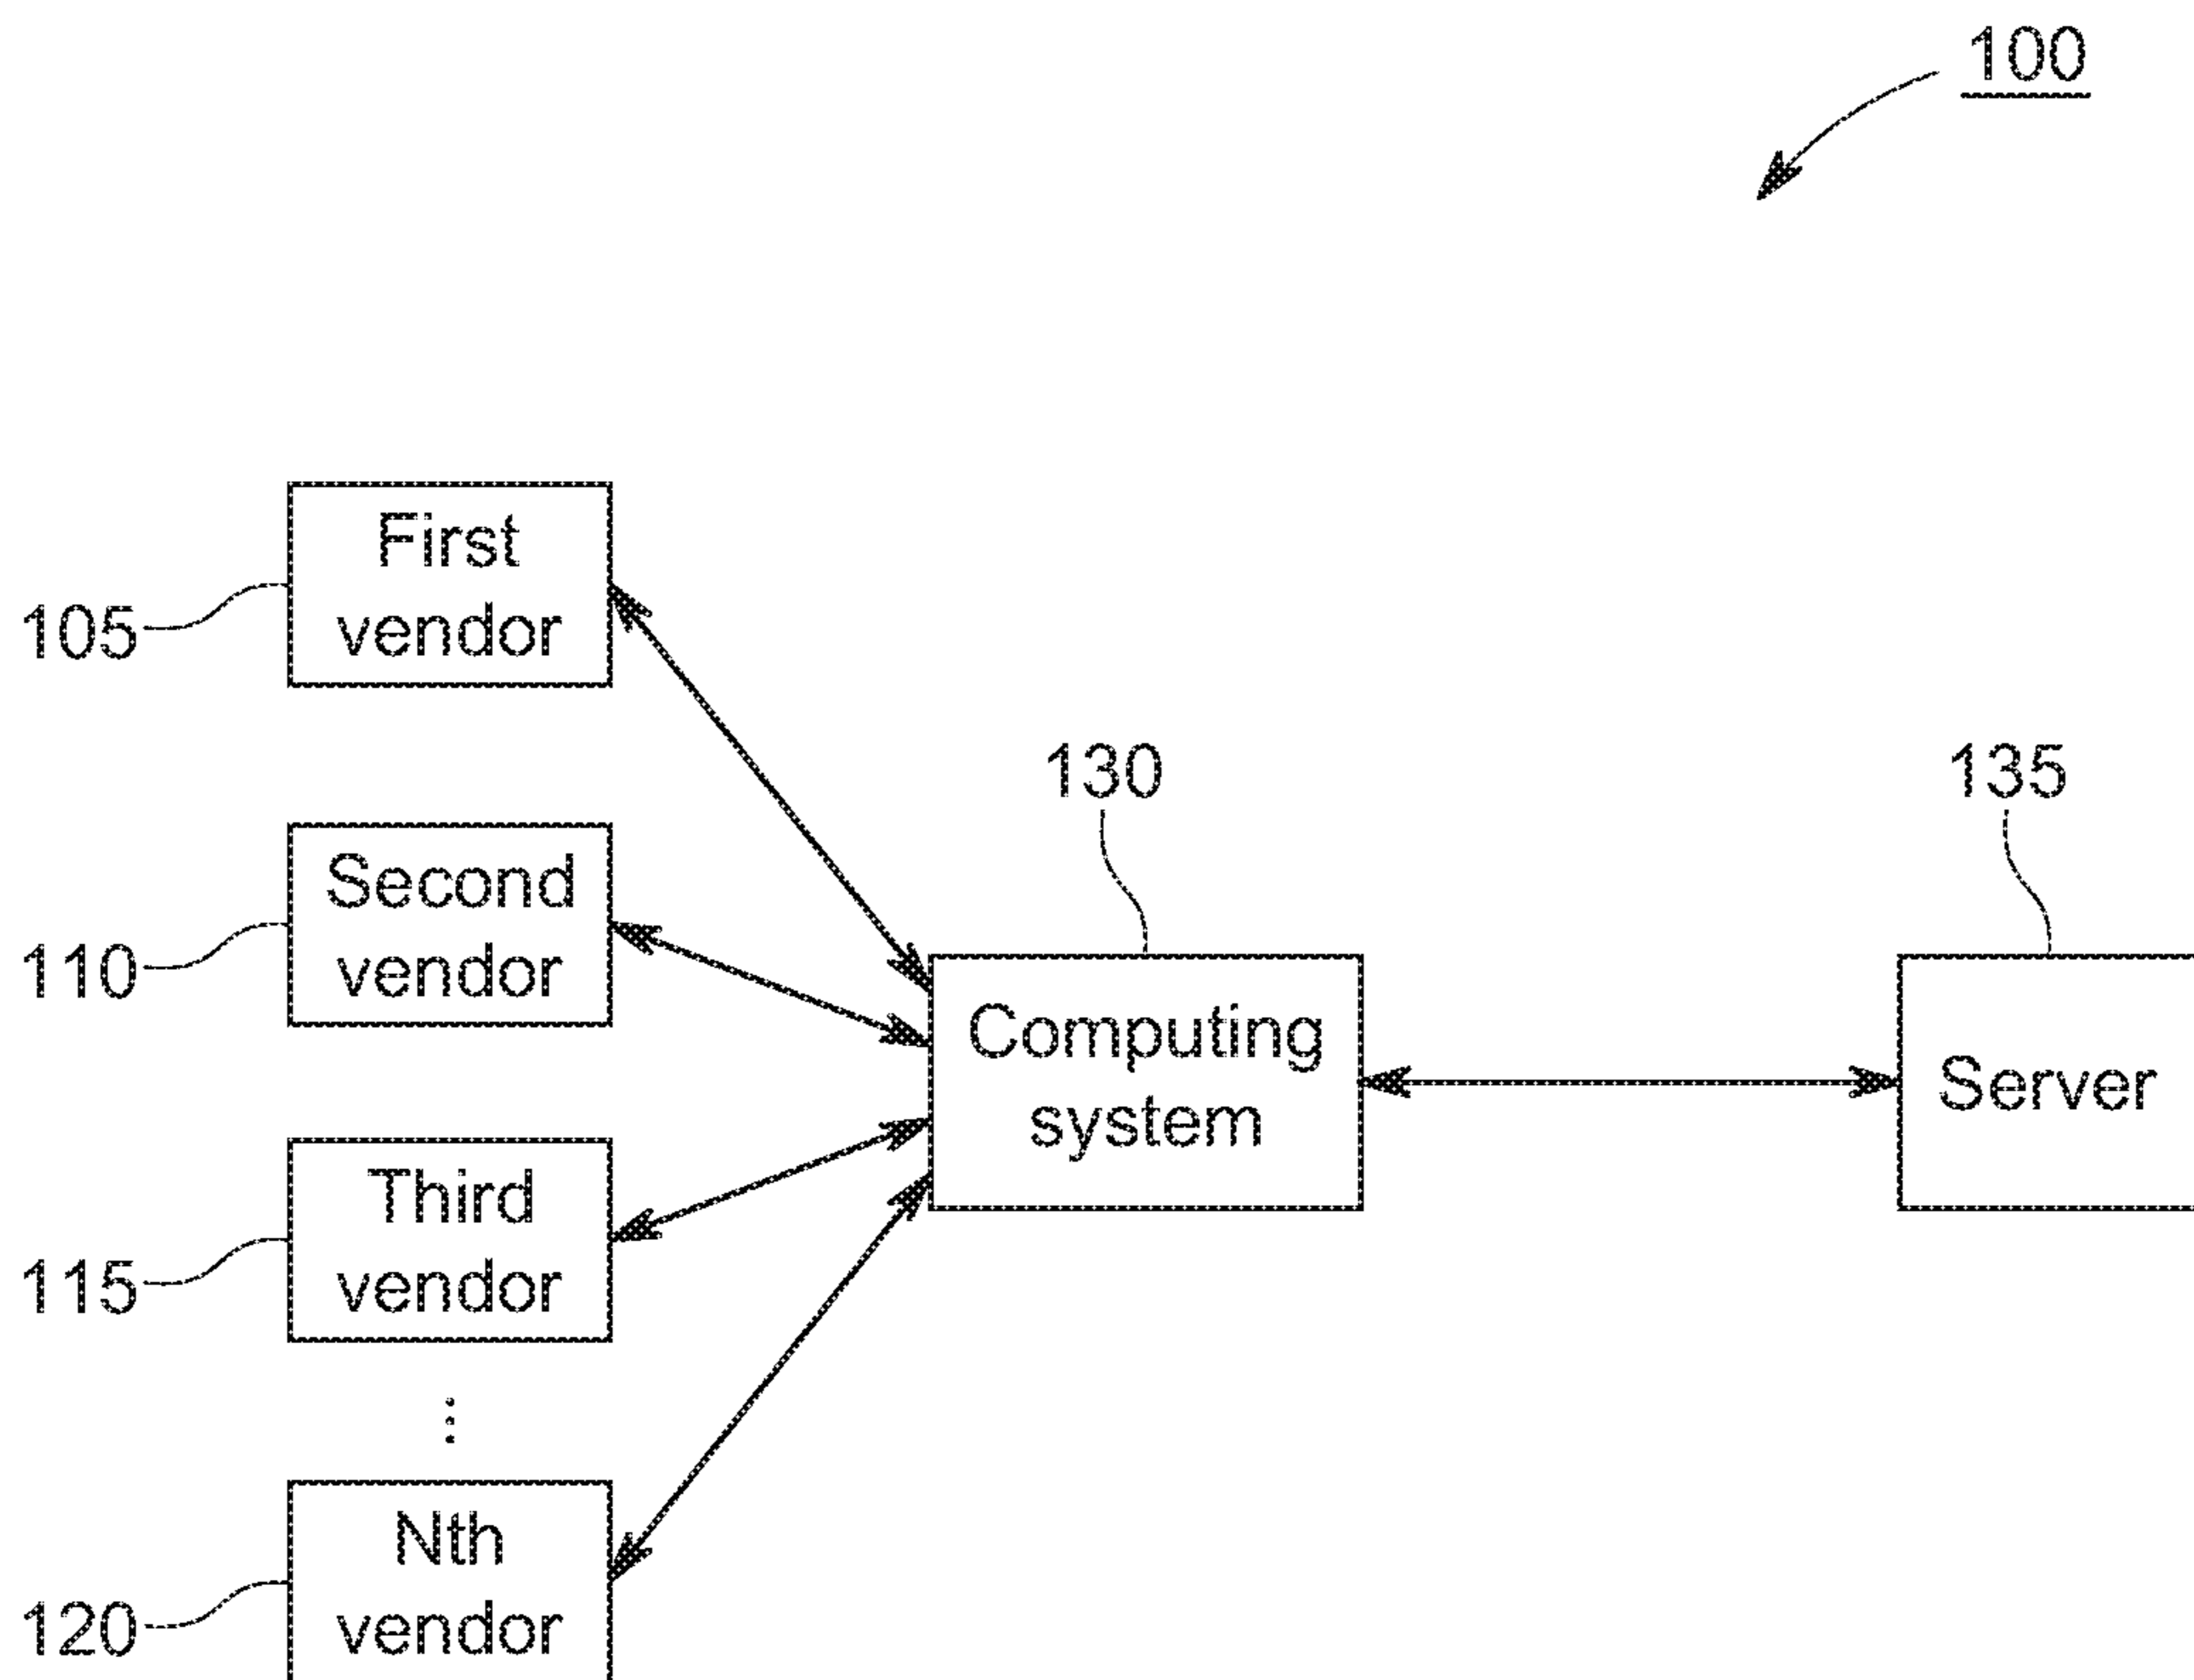 100
First
vendor
105
Second
vendor
110
130
135
Computing
system
Server
Third
vendor
115
⋮
Nth
vendor
120